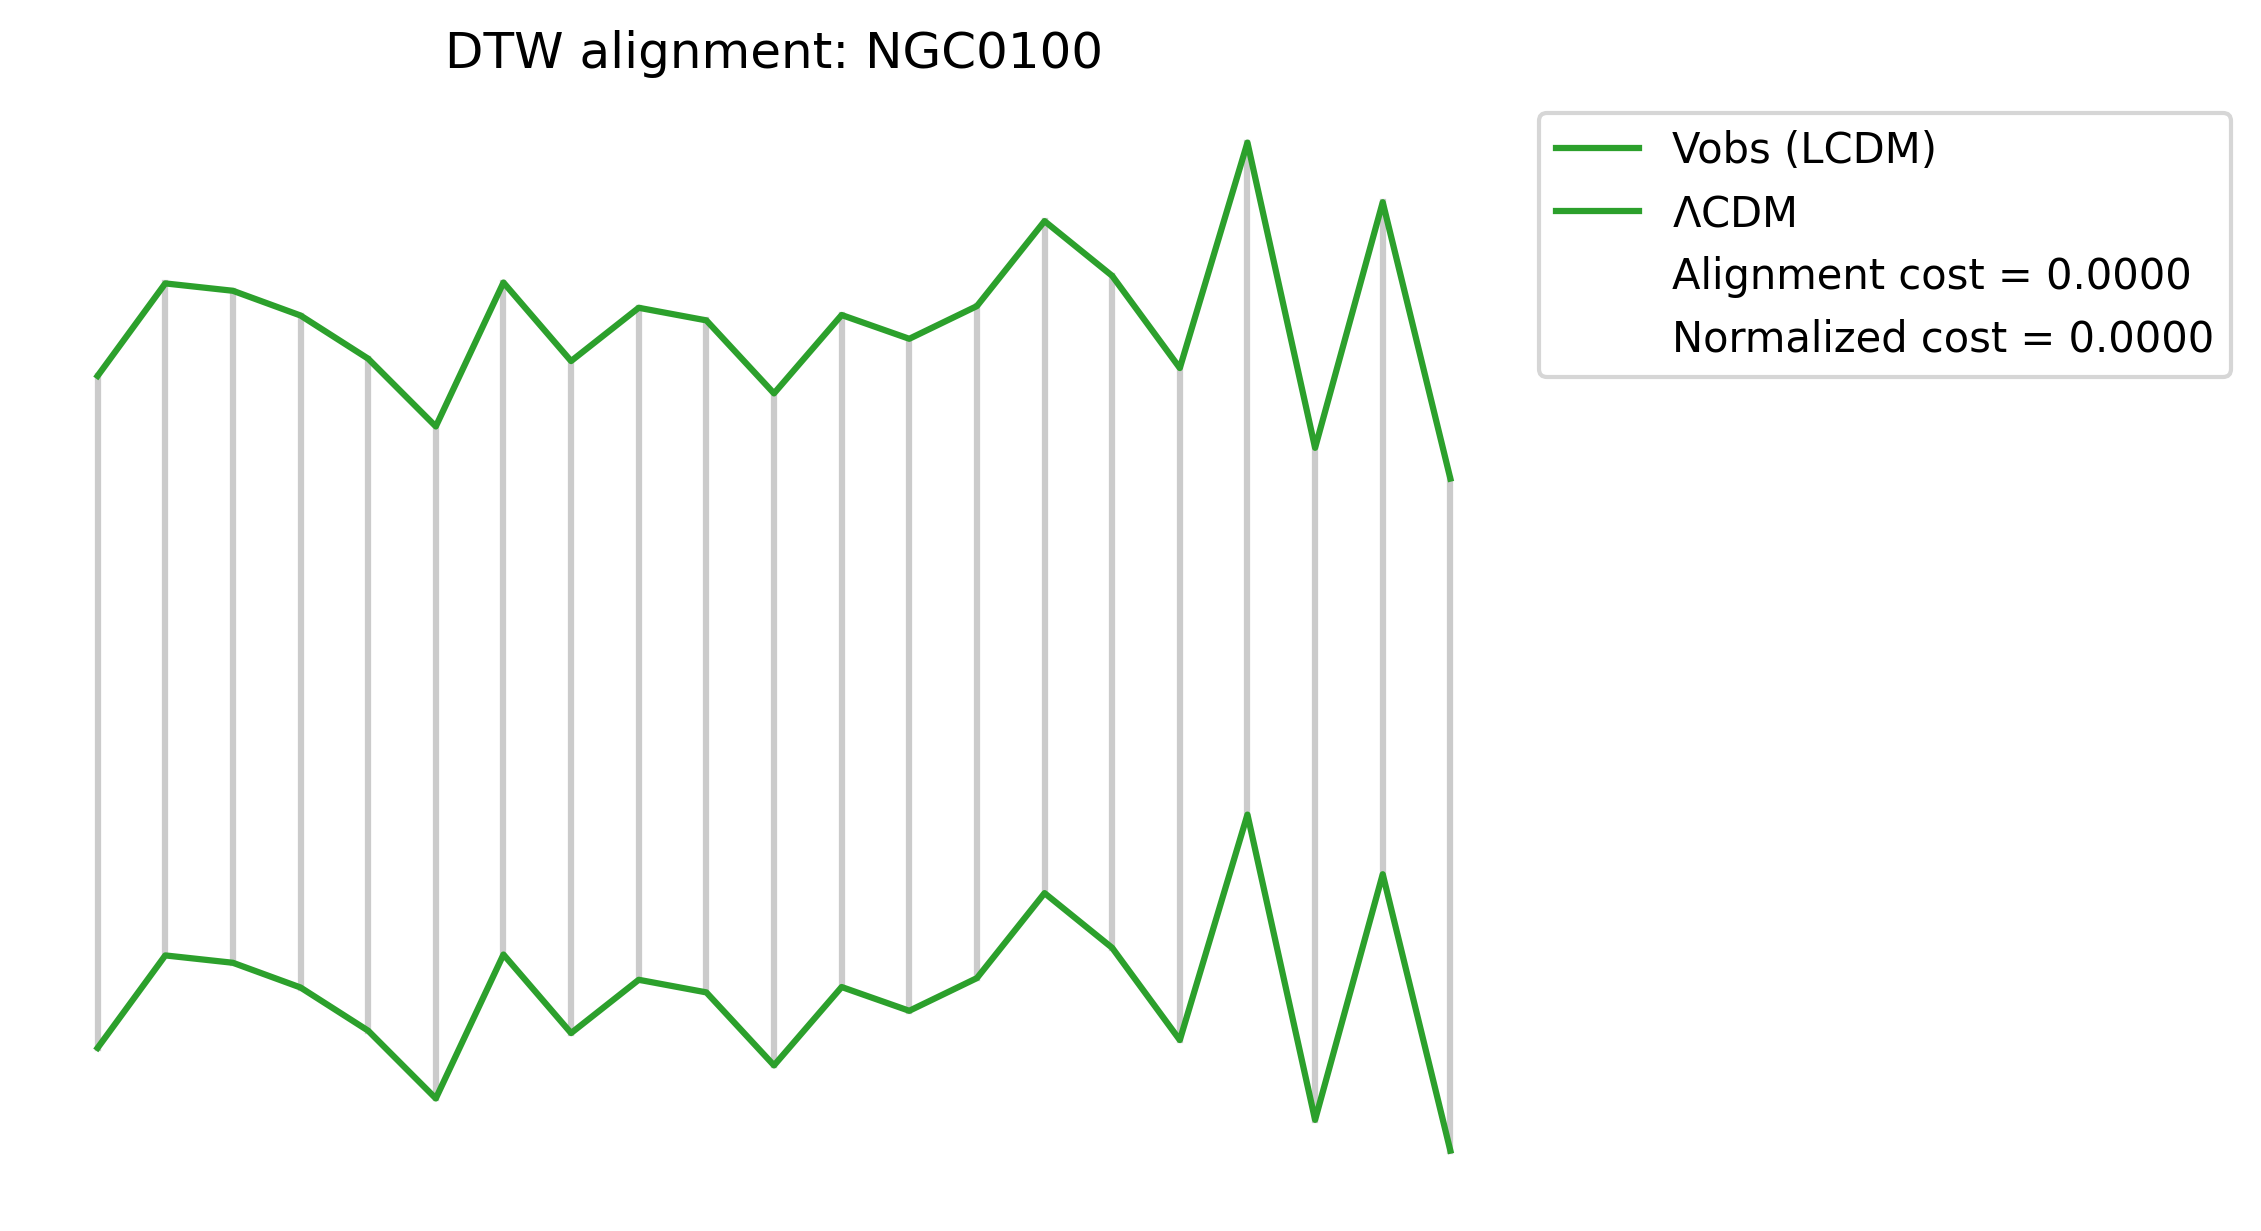 DTW alignment: NGC0100
Vobs (LCDM)
ΛCDM
Alignment cost = 0.0000
Normalized cost = 0.0000